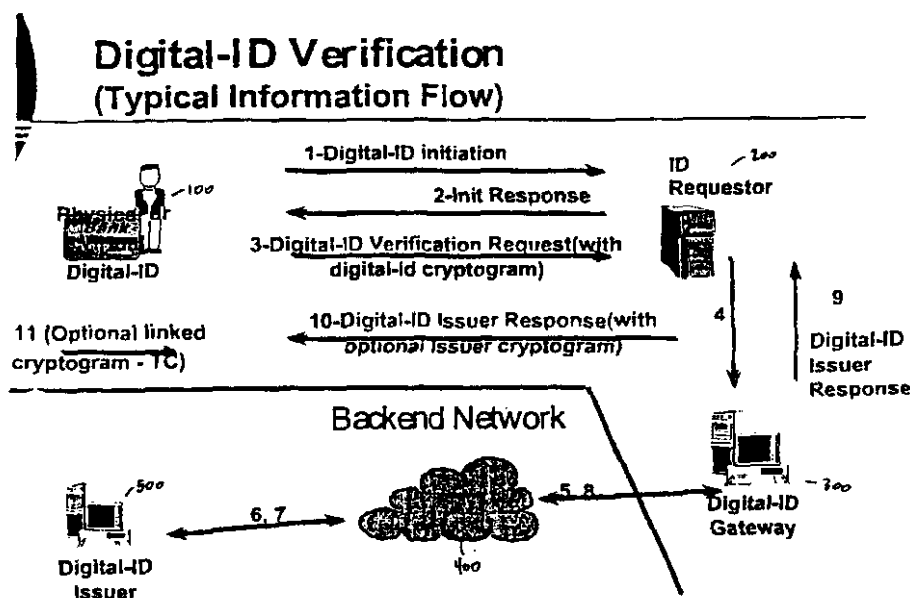 Digital-ID Verification
(Typical Information Flow)
1-Digital-ID initiation
ID
Requestor
200
100
2-Init Response
Physical
BANK
Digital-ID
3-Digital-ID Verification Request(with
digital-id cryptogram)
4
9
11 (Optional linked
cryptogram - TC)
10-Digital-ID Issuer Response(with
optional Issuer cryptogram)
Digital-ID
Issuer
Response
Backend Network
500
6, 7
400
5, 8
300
Digital-ID
Gateway
Digital-ID
Issuer